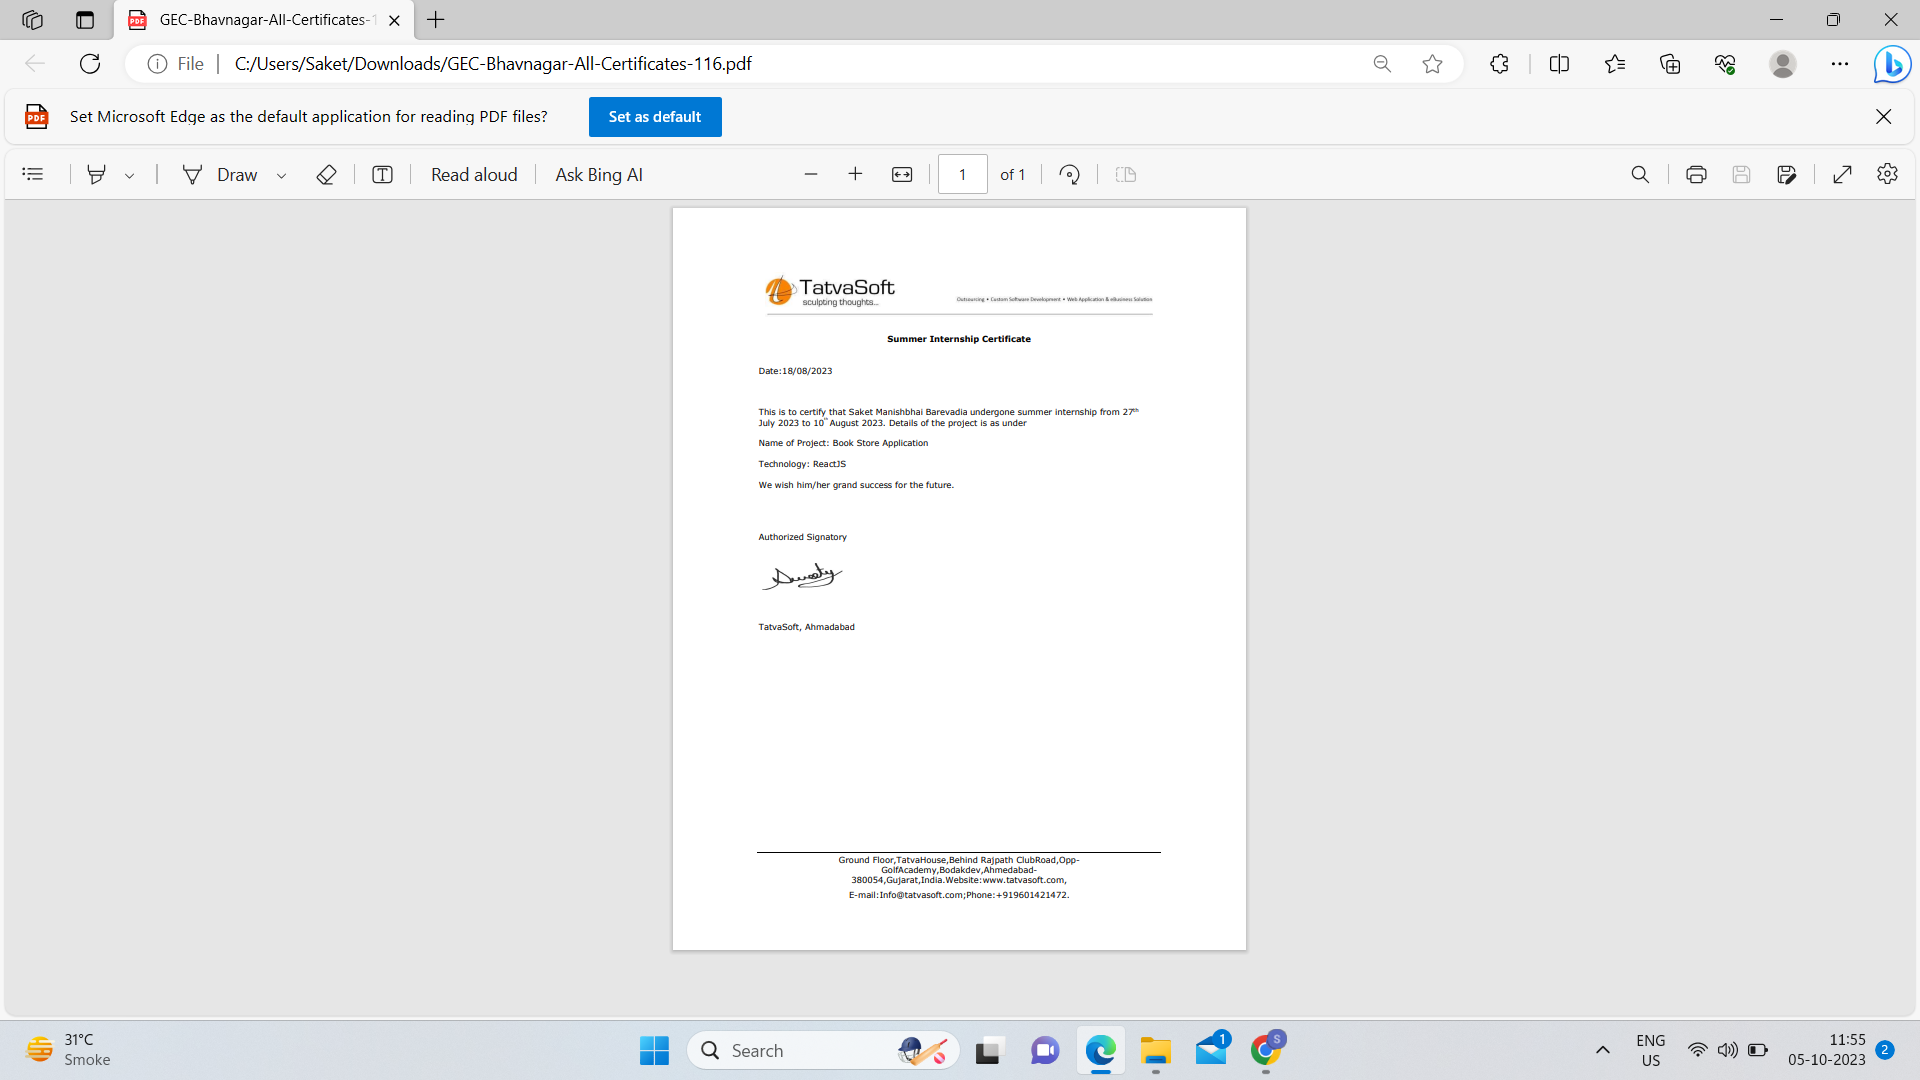 GEC-Bhavnagar-All-Certificates-1
File
C:/Users/Saket/Downloads/GEC-Bhavnagar-All-Certificates-116.pdf
PDF
Set Microsoft Edge as the default application for reading PDF files?
Set as default
Draw
Read aloud
Ask Bing AI
1
of 1
TatvaSoft
sculpting thoughts...
Outsourcing • Custom Software Development • Web Application & eBusiness Solution
Summer Internship Certificate
Date:18/08/2023
This is to certify that Saket Manishbhai Barevadia undergone summer internship from 27th
July 2023 to 10th August 2023. Details of the project is as under
Name of Project: Book Store Application
Technology: ReactJS
We wish him/her grand success for the future.
Authorized Signatory
TatvaSoft, Ahmadabad
Ground Floor,TatvaHouse,Behind Rajpath ClubRoad,Opp-
GolfAcademy,Bodakdev,Ahmedabad-
380054,Gujarat,India.Website:www.tatvasoft.com,
E-mail:Info@tatvasoft.com;Phone:+919601421472.
31°C
Smoke
Search
1
S
ENG
US
11:55
05-10-2023
2